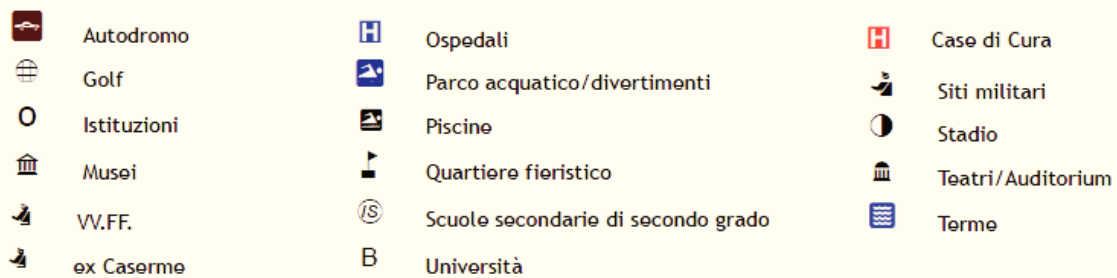 Autodromo
Golf
O Istituzioni
Musei
VV.FF.
ex Caserme
H Ospedali
Parco acquatico/divertimenti
Piscine
Quartiere fieristico
IS Scuole secondarie di secondo grado
B Università
H Case di Cura
Siti militari
Stadio
Teatri/Auditorium
Terme